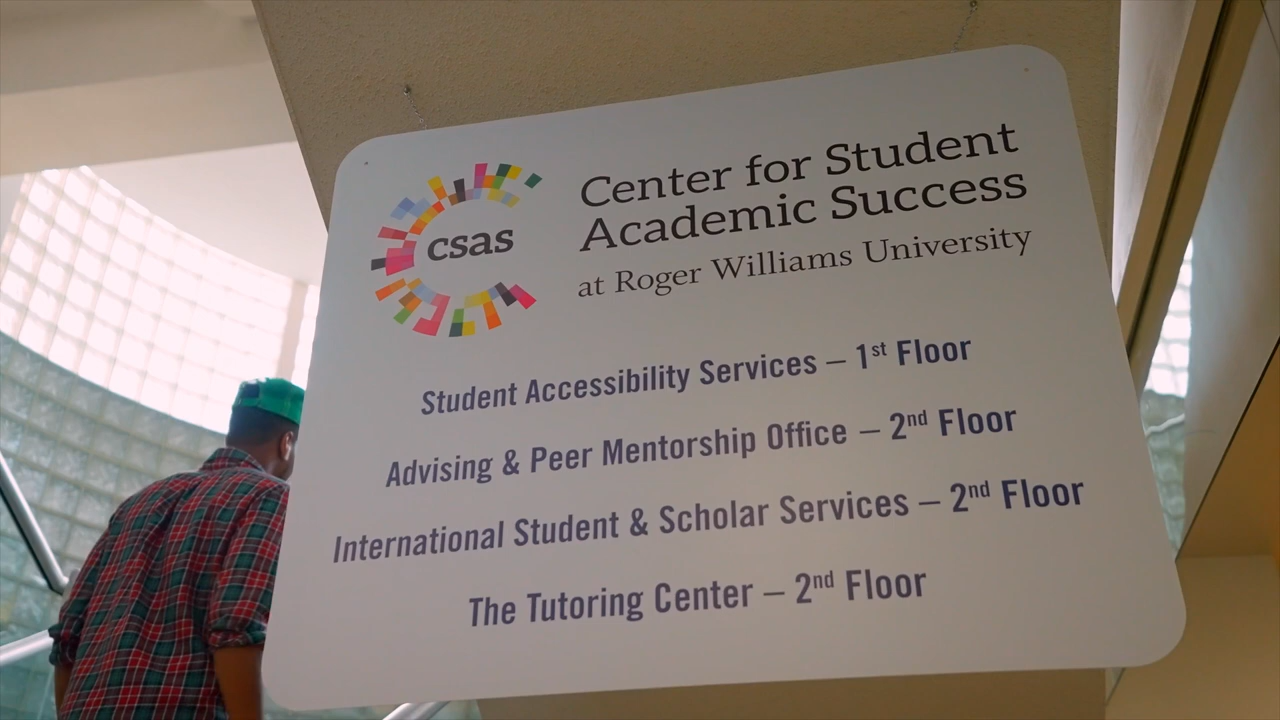 csas
Center for Student
Academic Success
at Roger Williams University
Student Accessibility Services – 1st Floor
Advising & Peer Mentorship Office – 2nd Floor
International Student & Scholar Services – 2nd Floor
The Tutoring Center – 2nd Floor